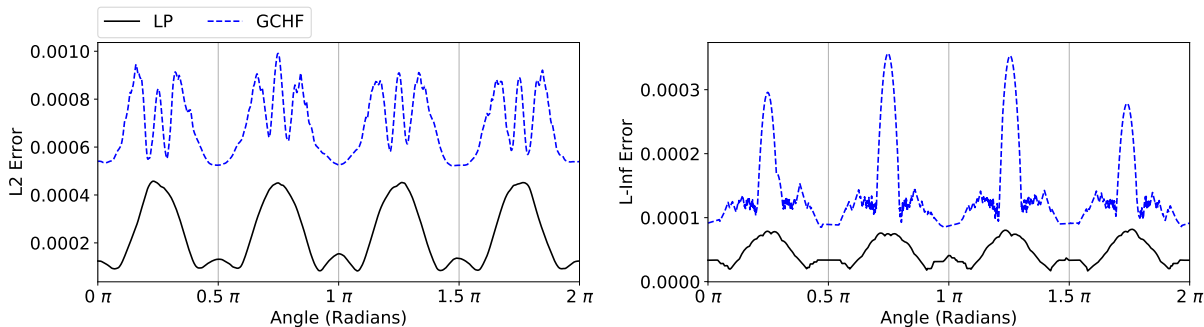 LP GCHF
L2 Error
0.0010
0.0008
0.0006
0.0004
0.0002
0 π 0.5 π 1 π 1.5 π 2 π
Angle (Radians)
L-Inf Error
0.0003
0.0002
0.0001
0.0000
0 π 0.5 π 1 π 1.5 π 2 π
Angle (Radians)